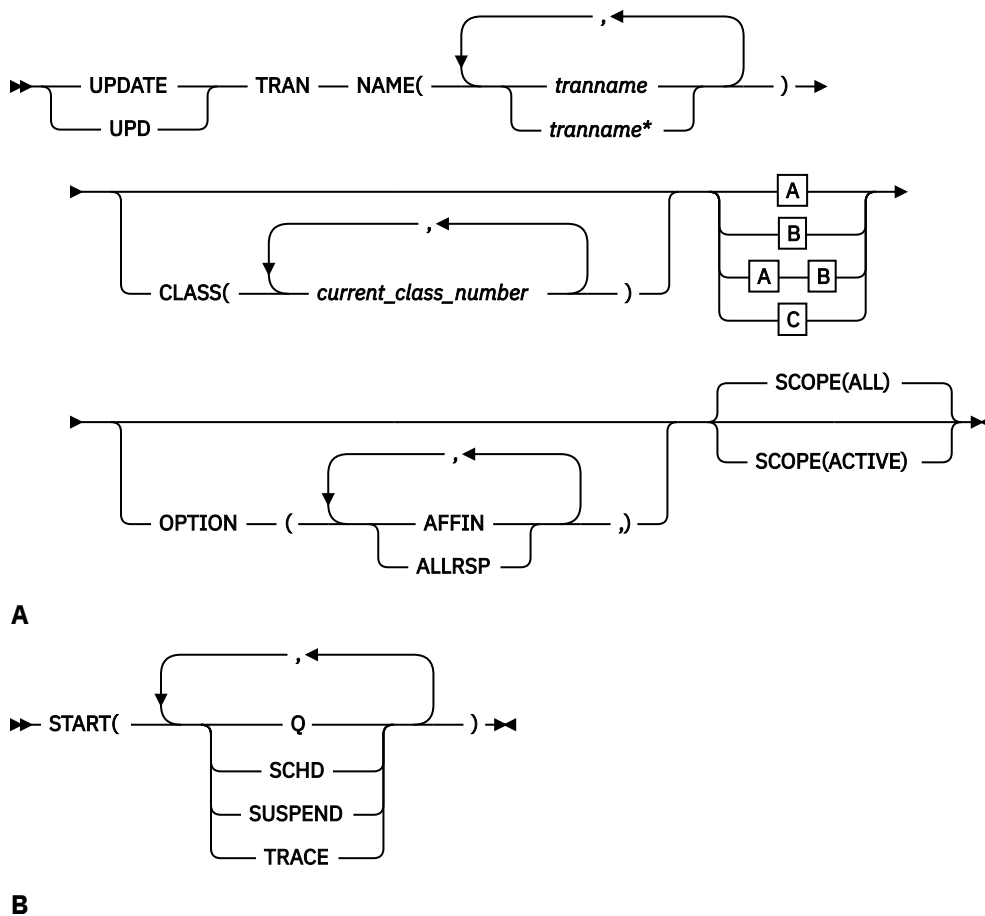 ,
UPDATE TRAN NAME( tranname )
UPD tranname*
A
, B
CLASS( current_class_number ) A B
C
SCOPE(ALL)
, SCOPE(ACTIVE)
OPTION ( AFFIN ,)
ALLRSP
A
,
START( Q )
SCHD
SUSPEND
TRACE
B